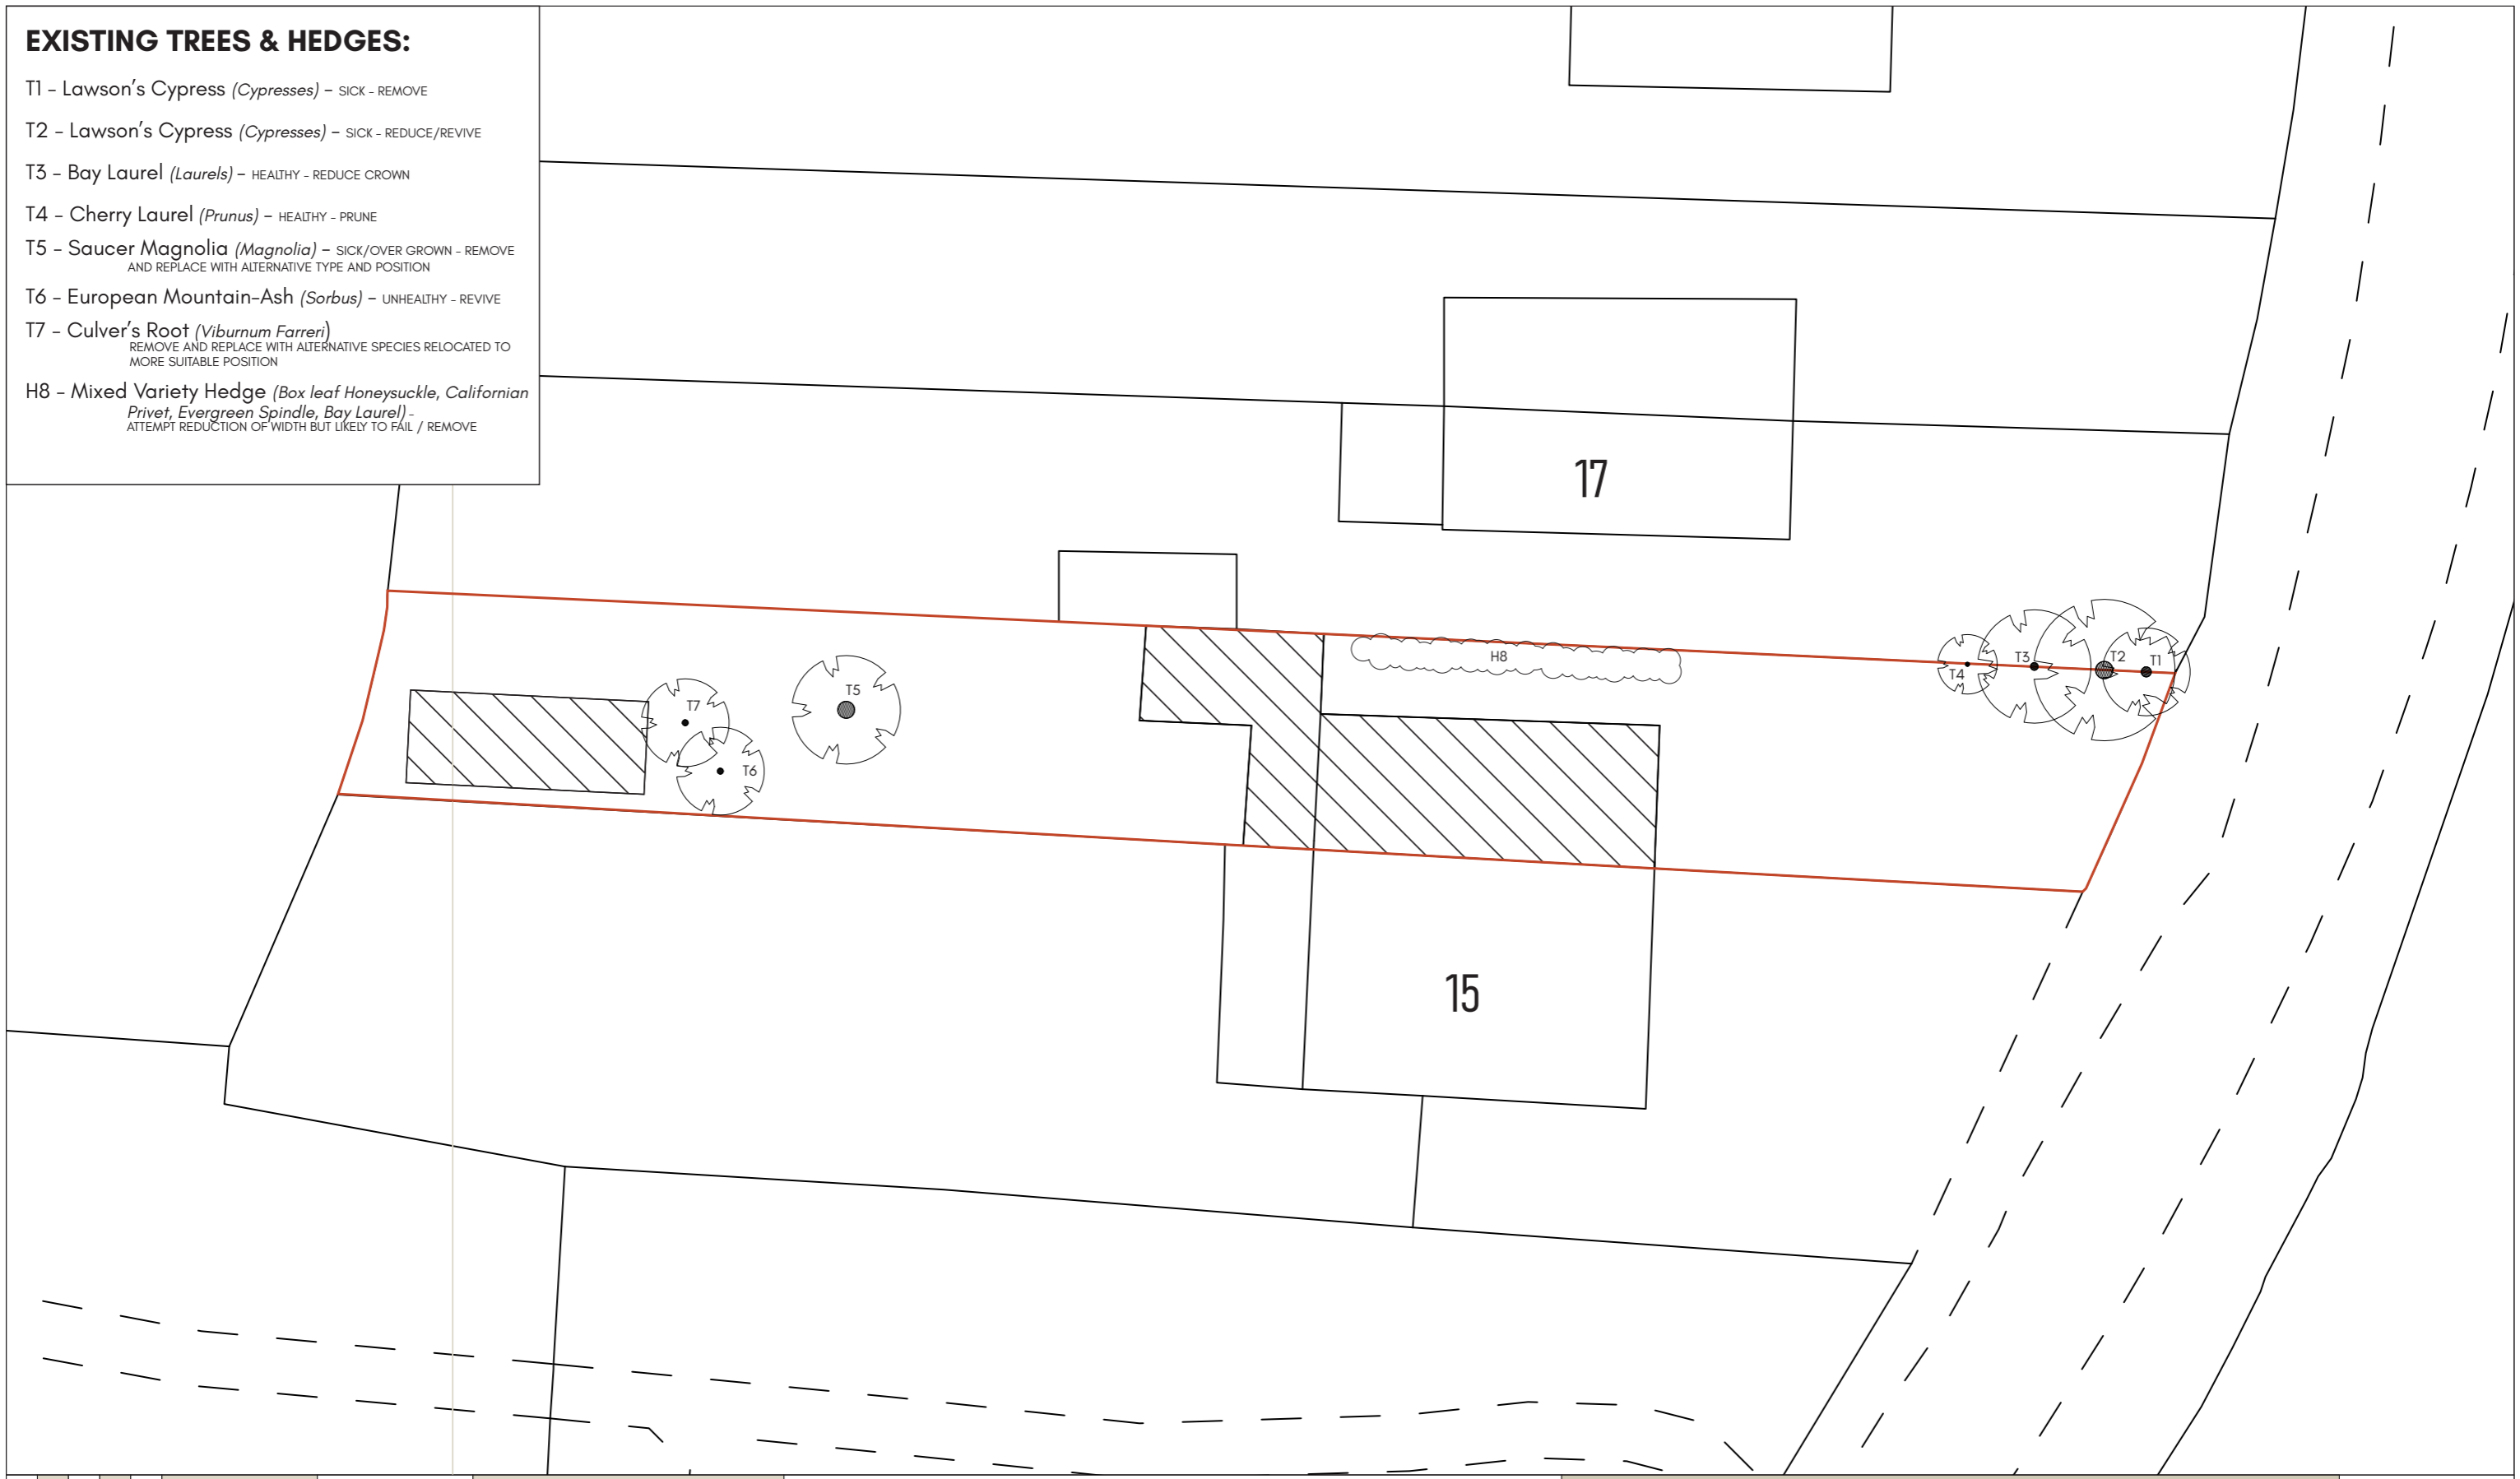 EXISTING TREES & HEDGES:
T1 - Lawson's Cypress (Cypresses) - SICK - REMOVE
T2 - Lawson's Cypress (Cypresses) - SICK - REDUCE/REVIVE
T3 - Bay Laurel (Laurels) - HEALTHY - REDUCE CROWN
T4 - Cherry Laurel (Prunus) - HEALTHY - PRUNE
T5 - Saucer Magnolia (Magnolia) - SICK/OVER GROWN - REMOVE
AND REPLACE WITH ALTERNATIVE TYPE AND POSITION
T6 - European Mountain-Ash (Sorbus) - UNHEALTHY - REVIVE
T7 - Culver's Root (Viburnum Farreri)
REMOVE AND REPLACE WITH ALTERNATIVE SPECIES RELOCATED TO
MORE SUITABLE POSITION
H8 - Mixed Variety Hedge (Box leaf Honeysuckle, Californian
Privet, Evergreen Spindle, Bay Laurel) -
ATTEMPT REDUCTION OF WIDTH BUT LIKELY TO FAIL / REMOVE
17
H8
T4
T3
T2
T1
T7
T5
T6
15